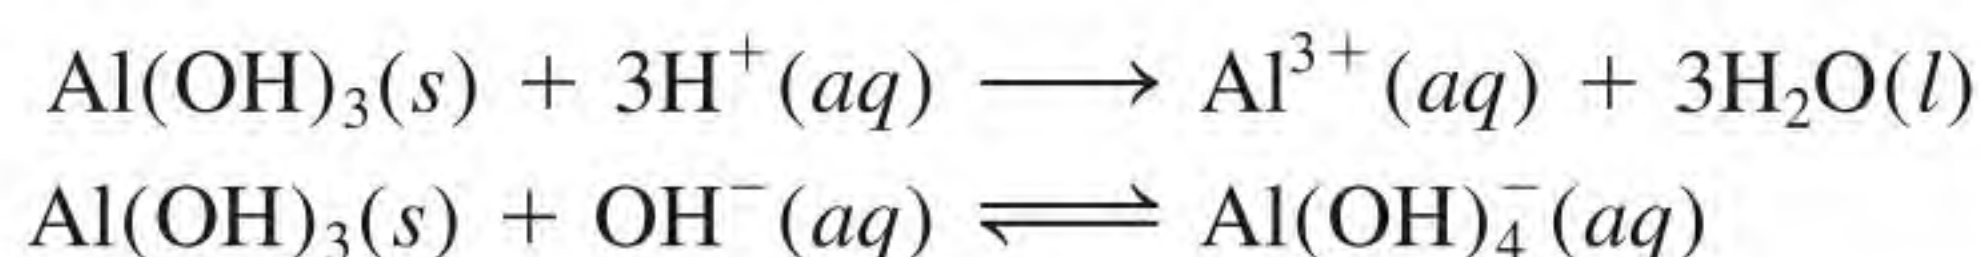 Al(OH)₃(s) + 3H⁺(aq) ⟶ Al³⁺(aq) + 3H₂O(l)
Al(OH)₃(s) + OH⁻(aq) ⇌ Al(OH)₄⁻(aq)